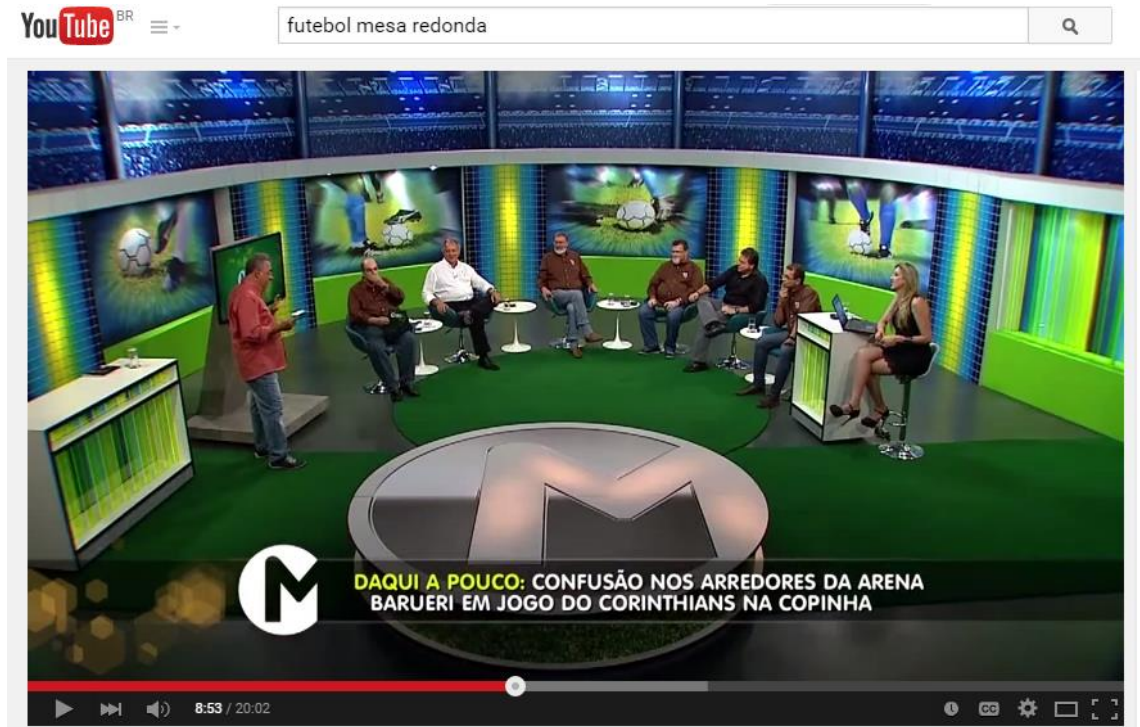 YouTube BR
futebol mesa redonda
M
M
DAQUI A POUCO: CONFUSÃO NOS ARREDORES DA ARENA
BARUERI EM JOGO DO CORINTHIANS NA COPINHA
8:53 / 20:02
CC